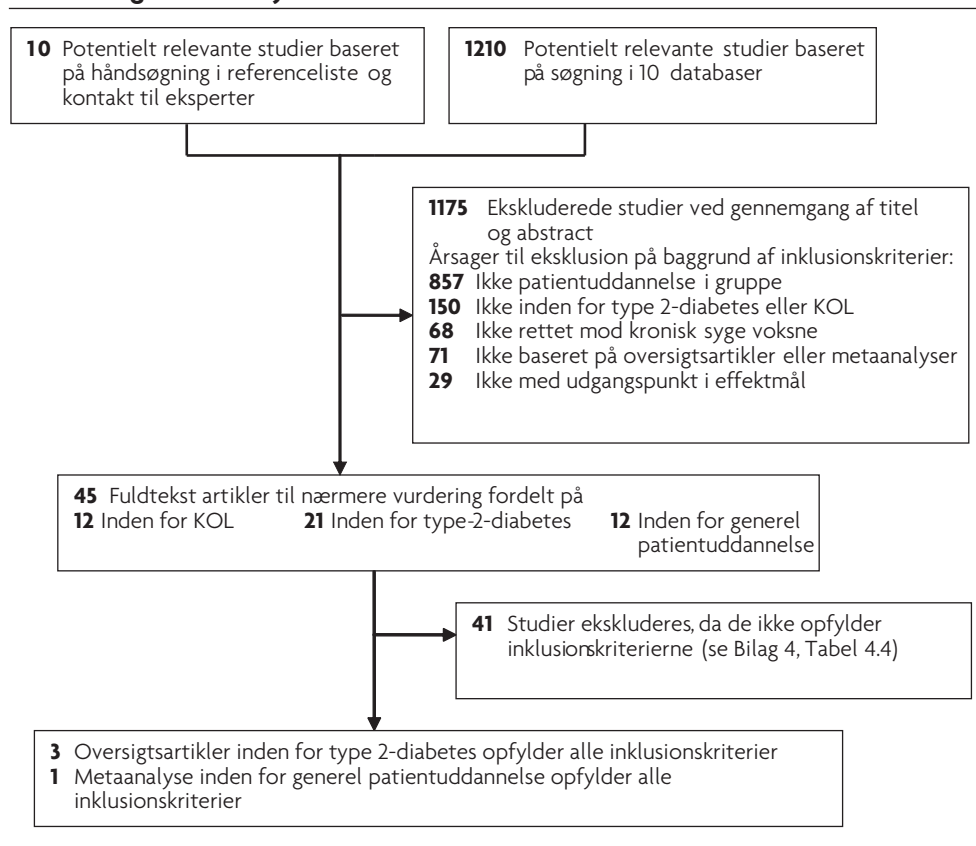 10 Potentielt relevante studier baseret
på håndsøgning i referenceliste og
kontakt til eksperter
1210 Potentielt relevante studier baseret
på søgning i 10 databaser
1175 Ekskluderede studier ved gennemgang af titel
og abstract
Årsager til eksklusion på baggrund af inklusionskriterier:
857 Ikke patientuddannelse i gruppe
150 Ikke inden for type 2-diabetes eller KOL
68 Ikke rettet mod kronisk syge voksne
71 Ikke baseret på oversigtsartikler eller metaanalyser
29 Ikke med udgangspunkt i effektmål
45 Fuldtekst artikler til nærmere vurdering fordelt på
12 Inden for KOL 21 Inden for type-2-diabetes 12 Inden for generel
patientuddannelse
41 Studier ekskluderes, da de ikke opfylder
inklusionskriterierne (se Bilag 4, Tabel 4.4)
3 Oversigtsartikler inden for type 2-diabetes opfylder alle inklusionskriterier
1 Metaanalyse inden for generel patientuddannelse opfylder alle
inklusionskriterier